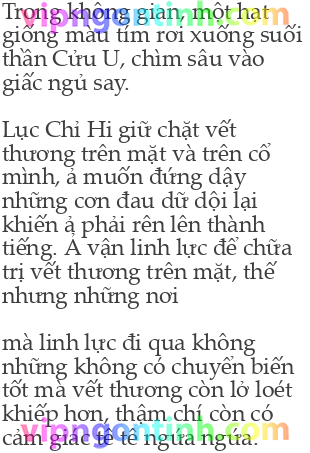 Trong không gian, một hạt
giống màu tím rơi xuống suối
thần Cửu U, chìm sâu vào
giấc ngủ say.
Lục Chỉ Hi giữ chặt vết
thương trên mặt và trên cổ
mình, ả muốn đứng dậy
những cơn đau dữ dội lại
khiến ả phải rên lên thành
tiếng. Ả vận linh lực để chữa
trị vết thương trên mặt, thế
nhưng những nơi
mà linh lực đi qua không
những không có chuyển biến
tốt mà vết thương còn lở loét
khiếp hơn, thậm chí còn có
cảm giác tê tê ngứa ngứa.
vipngontinh.com
vipngontinh.com